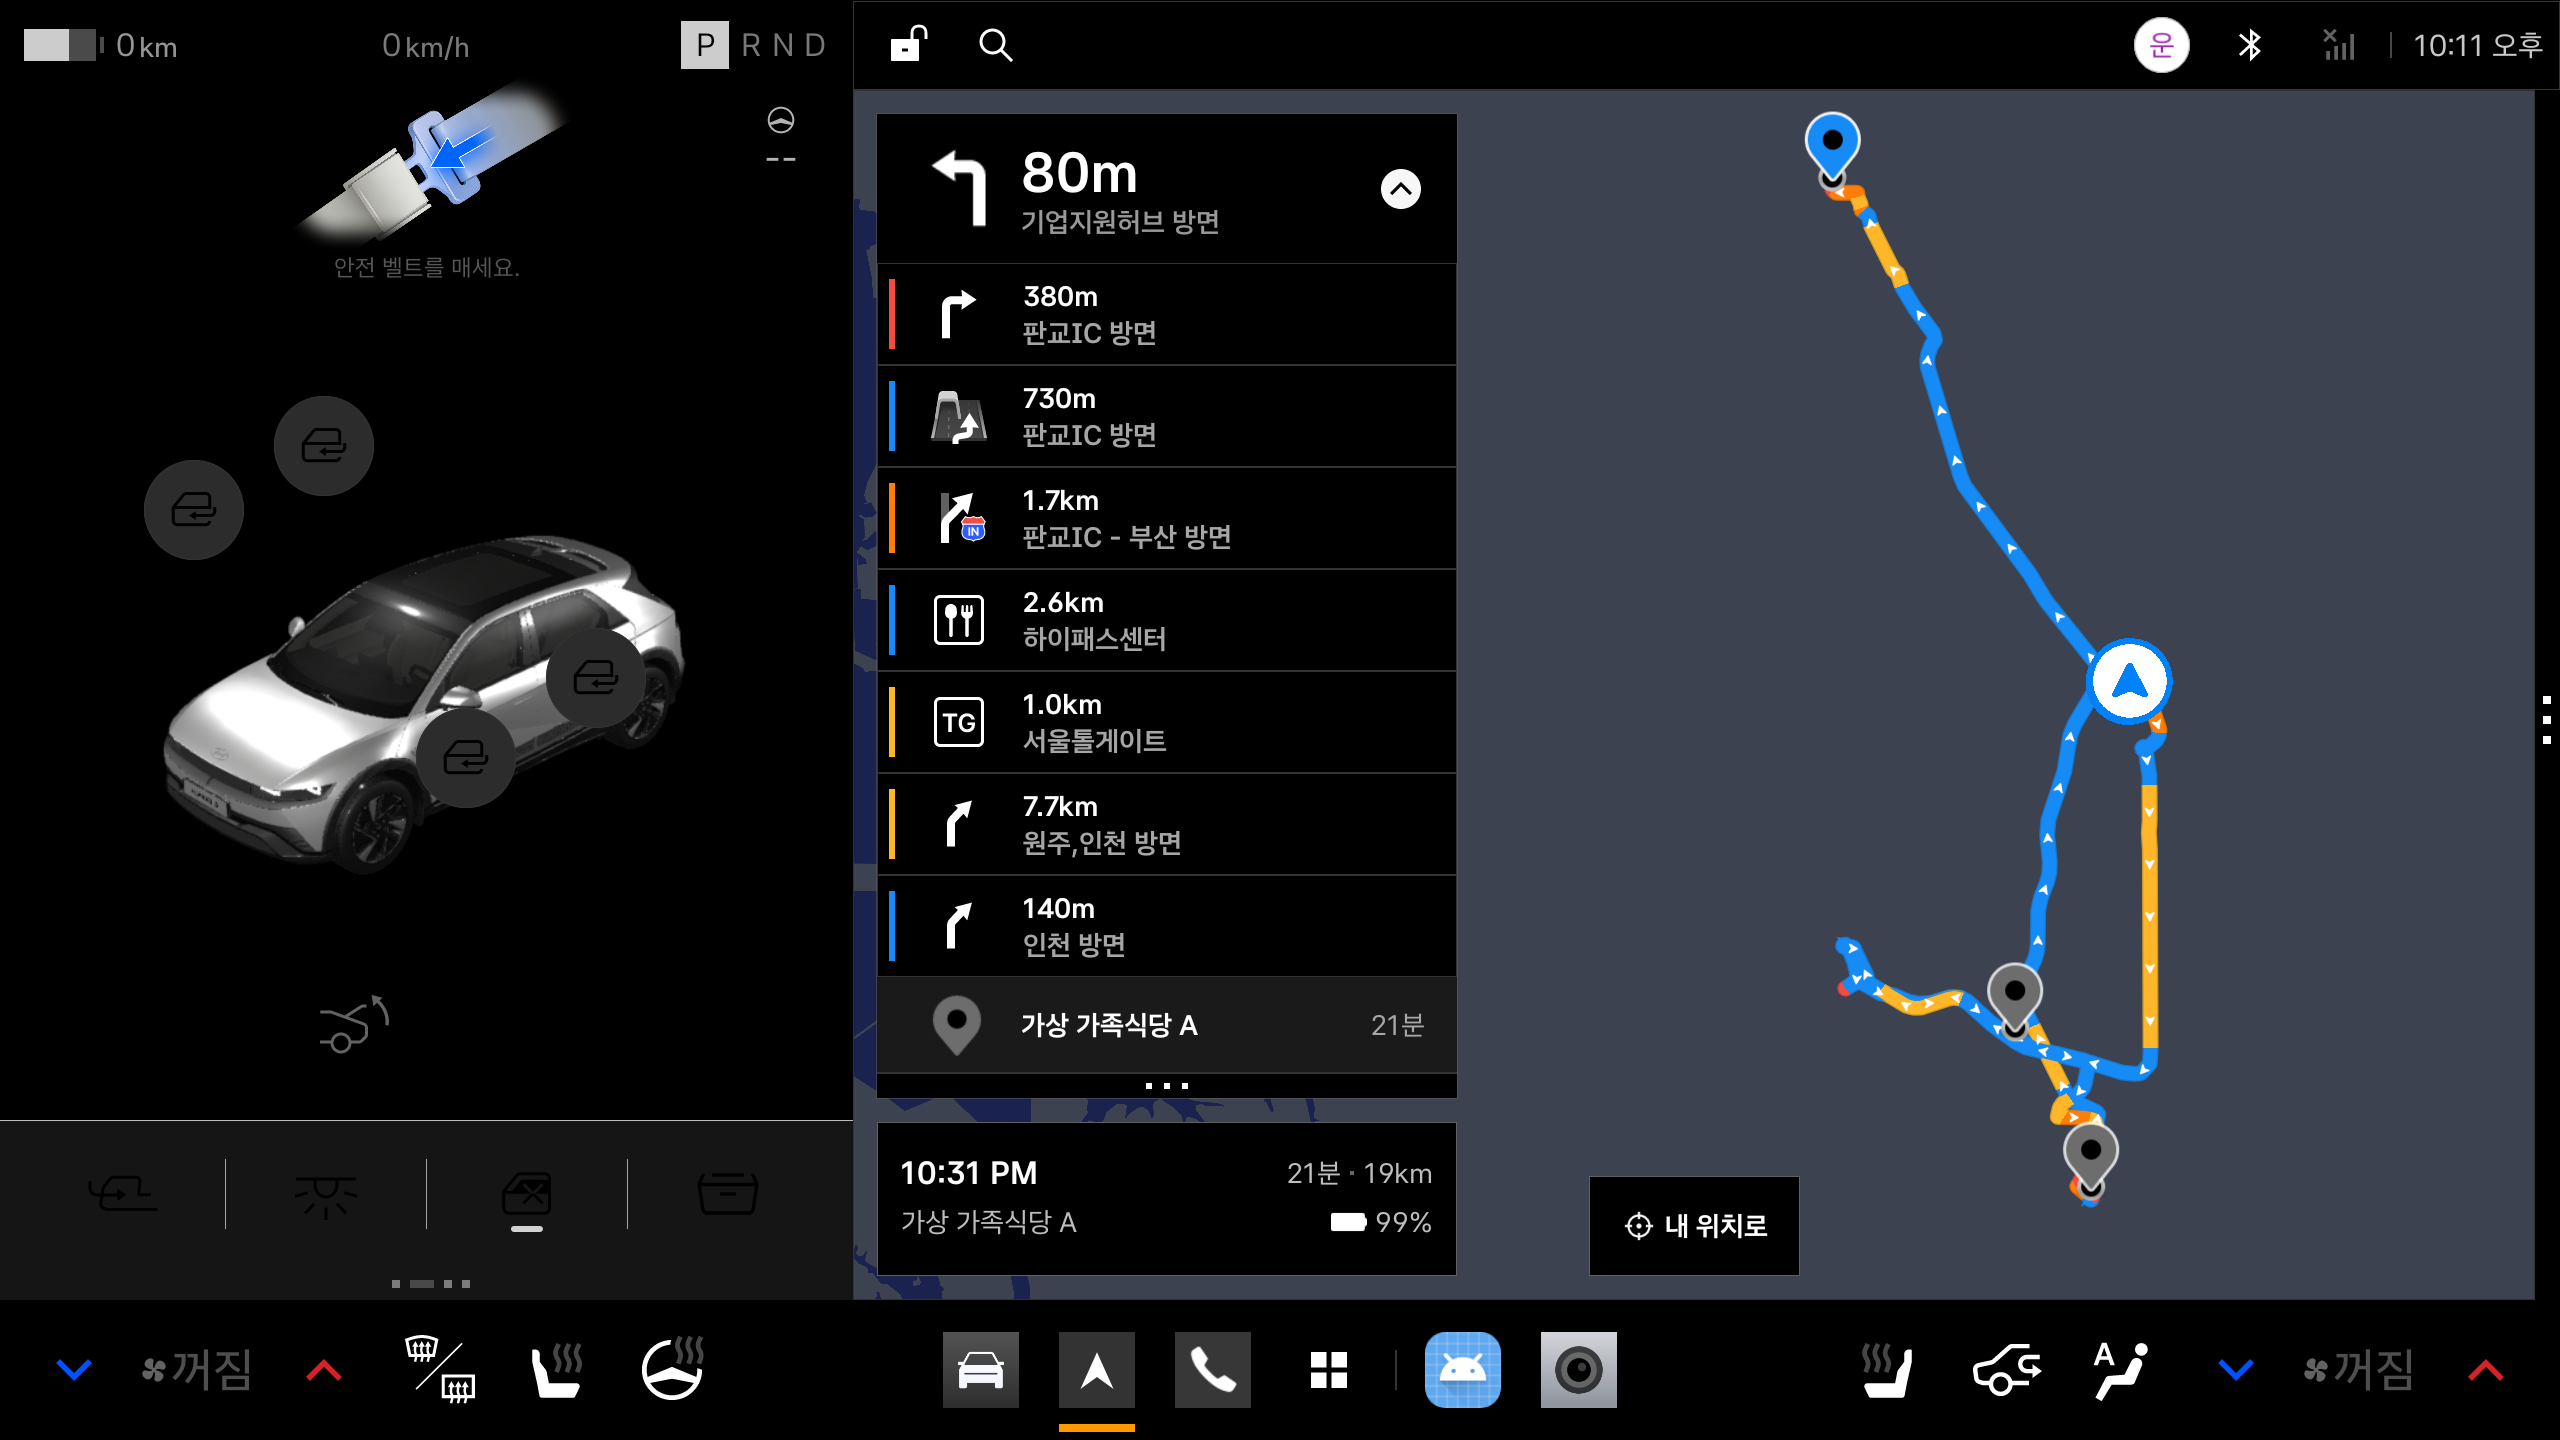 0km
0km/h
P R N D
안전 벨트를 매세요.
--
운
10:11 오후
80m
기업지원허브 방면
380m
판교IC 방면
730m
판교IC 방면
1.7km
판교IC - 부산 방면
IN
2.6km
하이패스센터
TG
1.0km
서울톨게이트
7.7km
원주,인천 방면
140m
인천 방면
가상 가족식당 A
21분
10:31 PM
21분 · 19km
가상 가족식당 A
99%
내 위치로
꺼짐
A
꺼짐